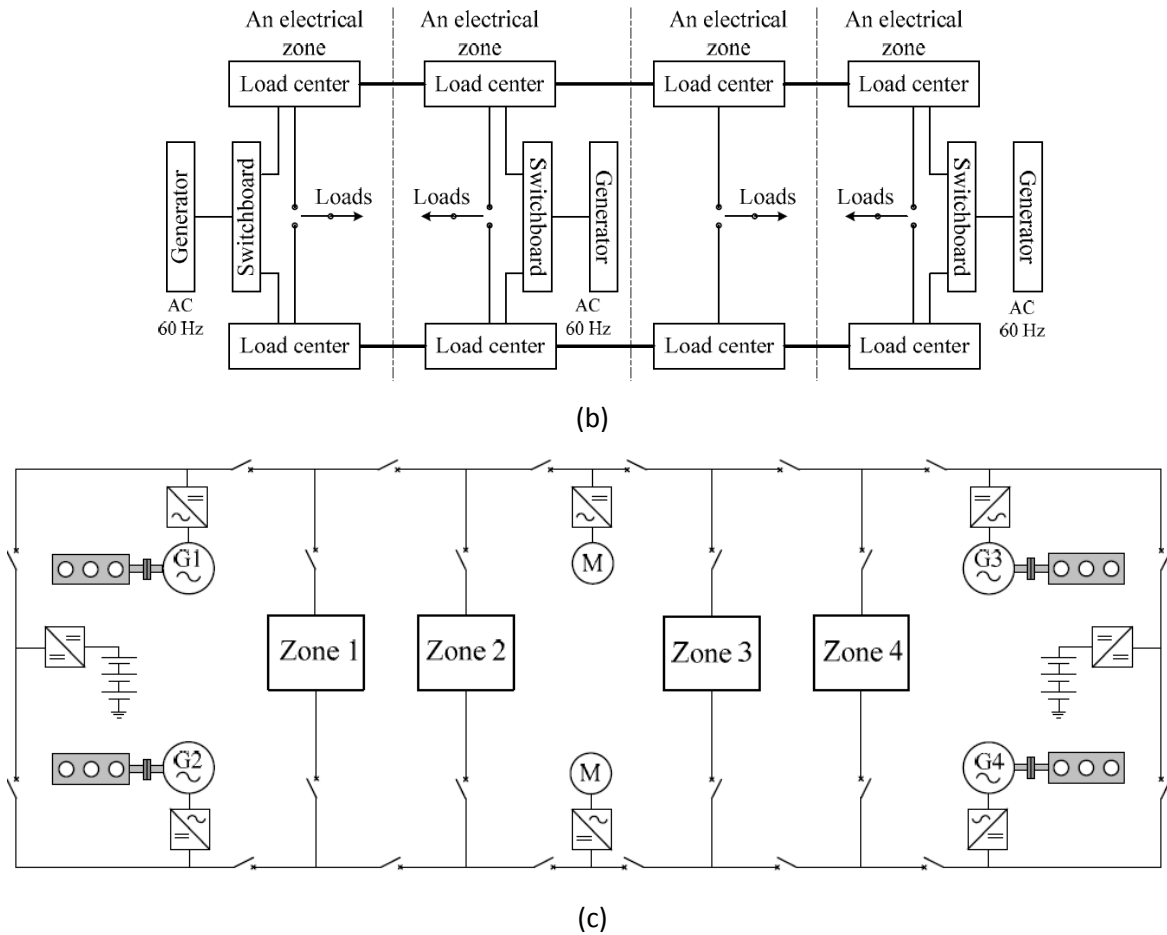 An electrical zone
An electrical zone
An electrical zone
An electrical zone
Load center
Load center
Load center
Load center
Generator
Switchboard
Loads
Loads
Switchboard
Generator
Loads
Loads
Switchboard
Generator
AC
60 Hz
AC
60 Hz
AC
60 Hz
Load center
Load center
Load center
Load center
(b)
G1
M
G3
Zone 1
Zone 2
Zone 3
Zone 4
G2
M
G4
(c)